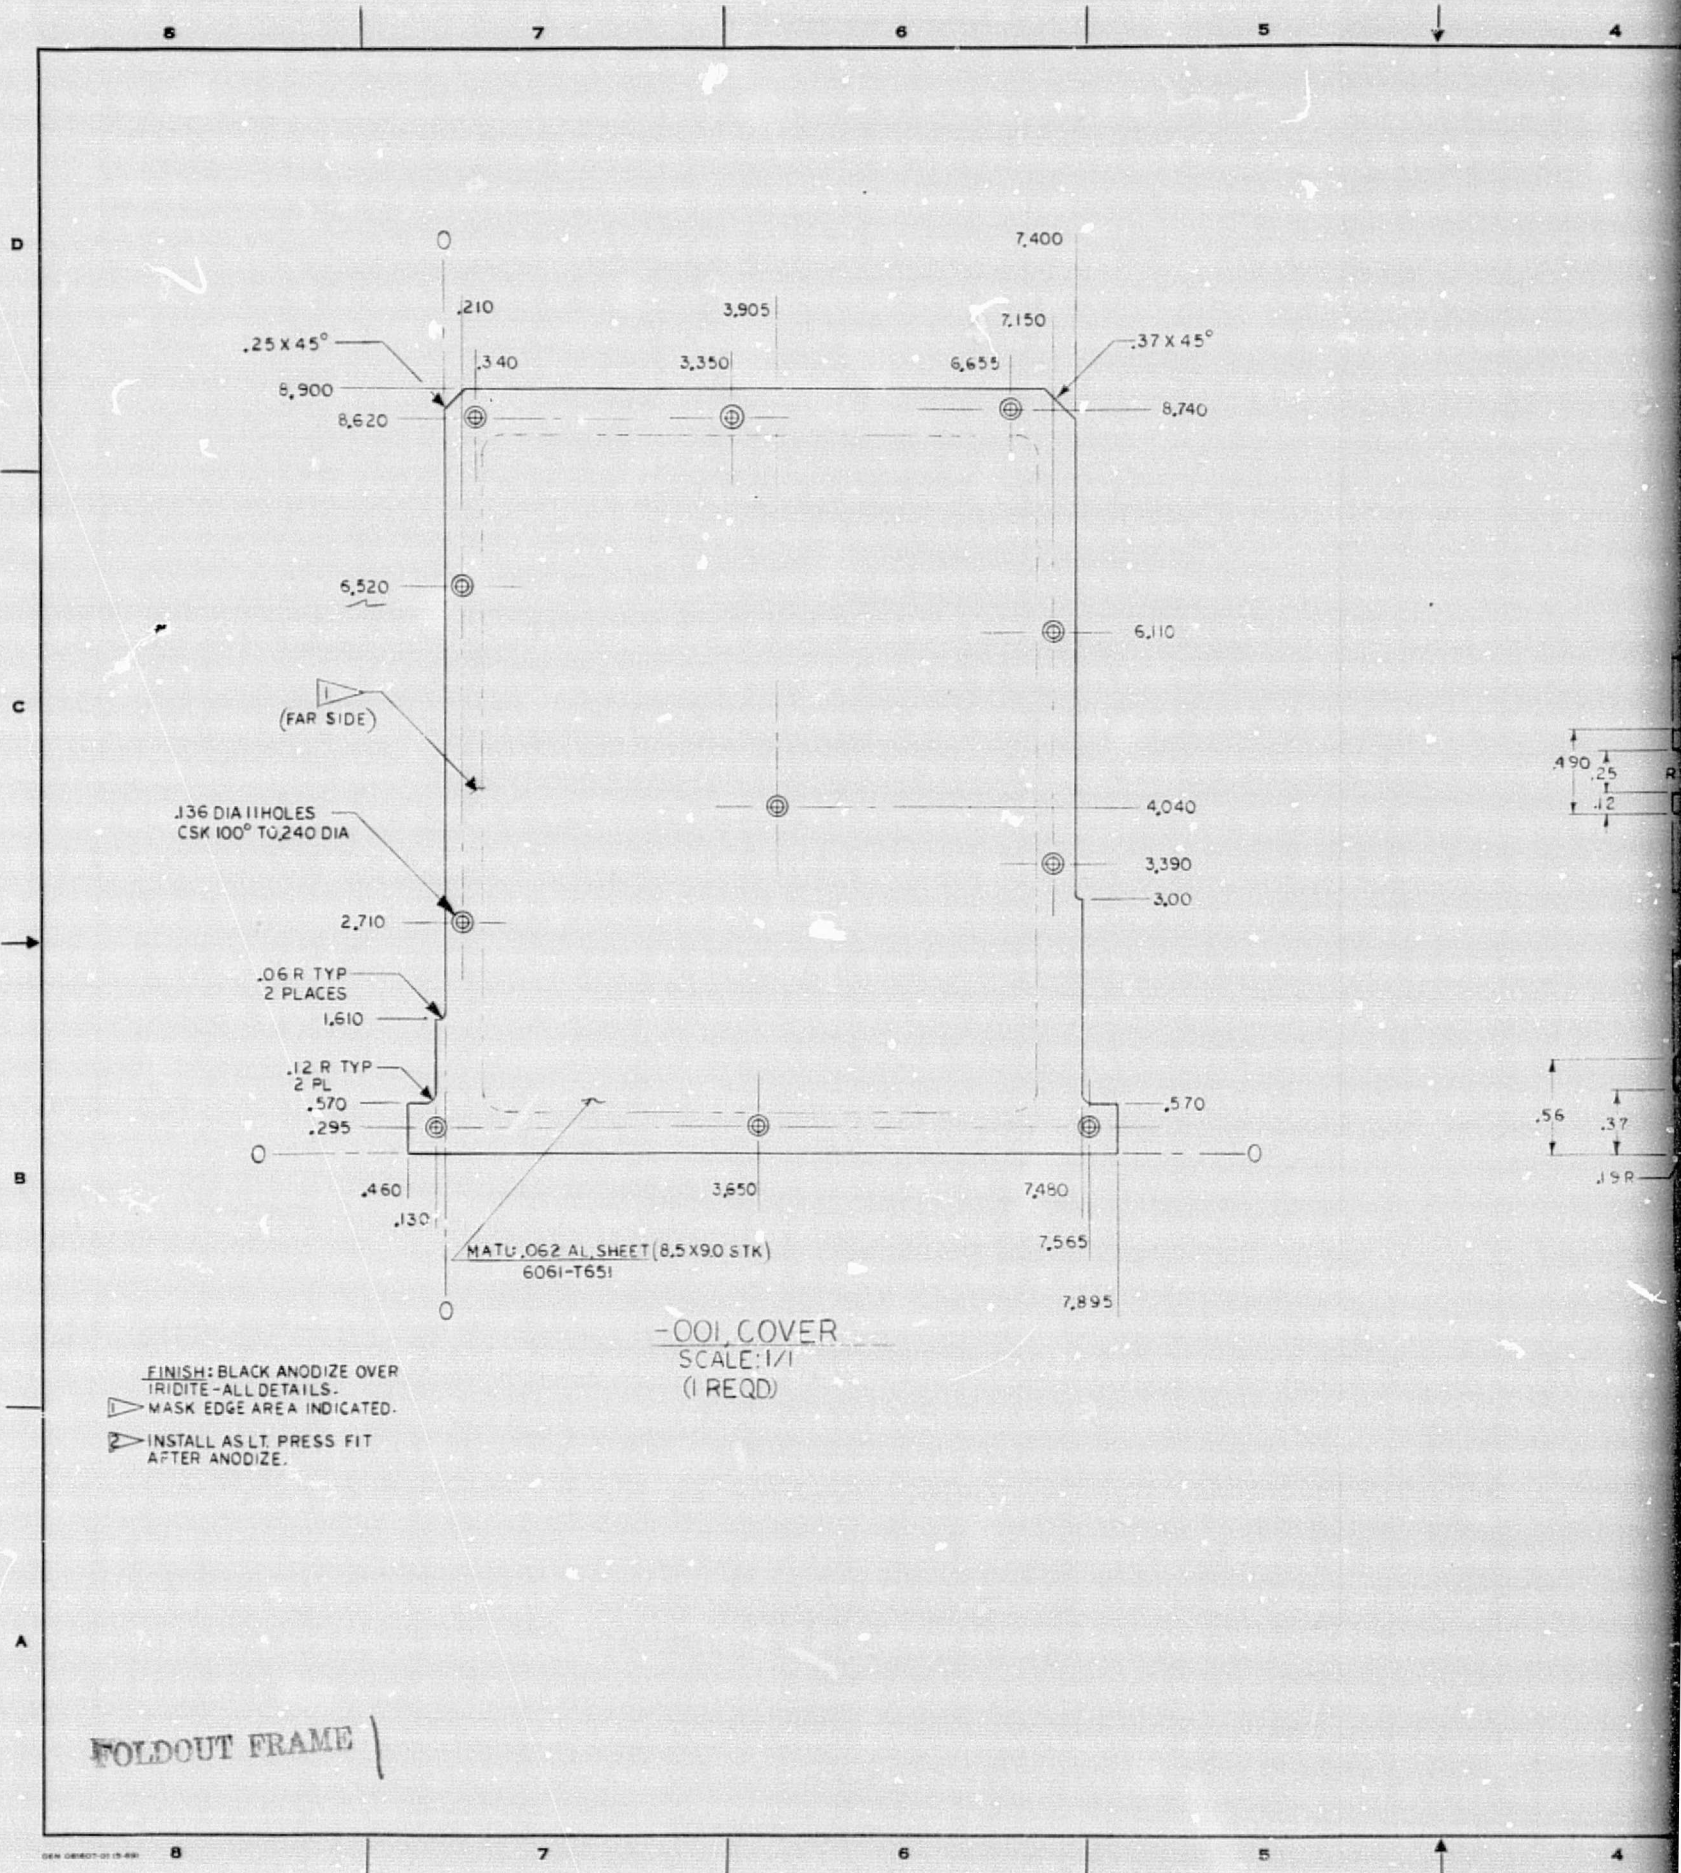 8 7 6 5 4
D
0 7.400
.210 3.905 7.150
.25 X 45° .37 X 45°
.340 3.350 6.655
8.900
8.620 8.740
6.520
6.110
1
(FAR SIDE)
C
.490
.25
R
.12
.136 DIA 11 HOLES
CSK 100° TO .240 DIA
4.040
3.390
3.00
2.710
.06 R TYP
2 PLACES
1.610
.12 R TYP
2 PL
.570 .570
.295
.56
.37
0 0
B
.19R
.460 3.650 7.480
.130
7.565
MATL: .062 AL. SHEET (8.5 X 9.0 STK)
6061-T651
0
7.895
-001, COVER
SCALE: 1/1
(1 REQD)
FINISH: BLACK ANODIZE OVER
IRIDITE-ALL DETAILS.
1 MASK EDGE AREA INDICATED.
2 INSTALL AS LT. PRESS FIT
AFTER ANODIZE.
A
FOLDOUT FRAME
8 7 6 5 4